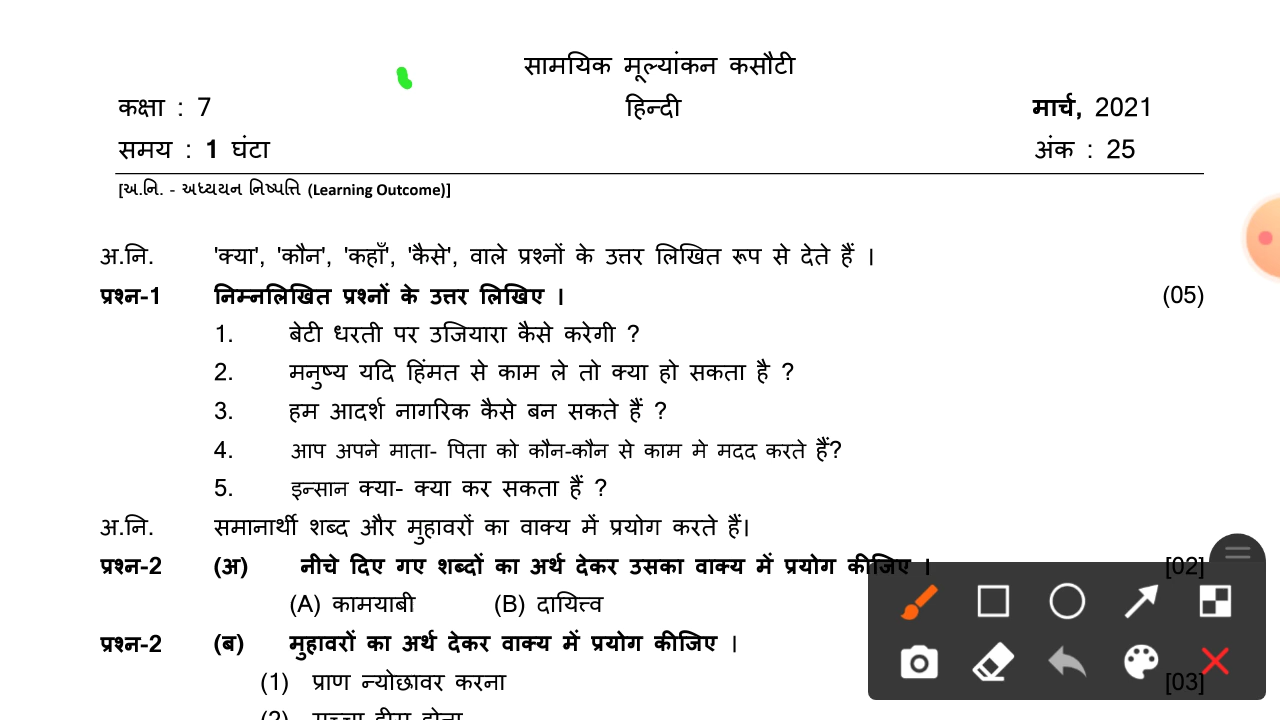 सामयिक मूल्यांकन कसौटी
कक्षा : 7 हिन्दी मार्च, 2021
समय : 1 घंटा अंक : 25
[અ.નિ. - અધ્યયન નિષ્પત્તિ (Learning Outcome)]
अ.नि. 'क्या', 'कौन', 'कहाँ', 'कैसे', वाले प्रश्नों के उत्तर लिखित रूप से देते हैं ।
प्रश्न-1 निम्नलिखित प्रश्नों के उत्तर लिखिए । (05)
1. बेटी धरती पर उजियारा कैसे करेगी ?
2. मनुष्य यदि हिंमत से काम ले तो क्या हो सकता है ?
3. हम आदर्श नागरिक कैसे बन सकते हैं ?
4. आप अपने माता- पिता को कौन-कौन से काम मे मदद करते हैं?
5. इन्सान क्या- क्या कर सकता हैं ?
अ.नि. समानार्थी शब्द और मुहावरों का वाक्य में प्रयोग करते हैं।
प्रश्न-2 (अ) नीचे दिए गए शब्दों का अर्थ देकर उसका वाक्य में प्रयोग कीजिए । [02]
(A) कामयाबी (B) दायित्त्व
प्रश्न-2 (ब) मुहावरों का अर्थ देकर वाक्य में प्रयोग कीजिए ।
(1) प्राण न्योछावर करना [03]